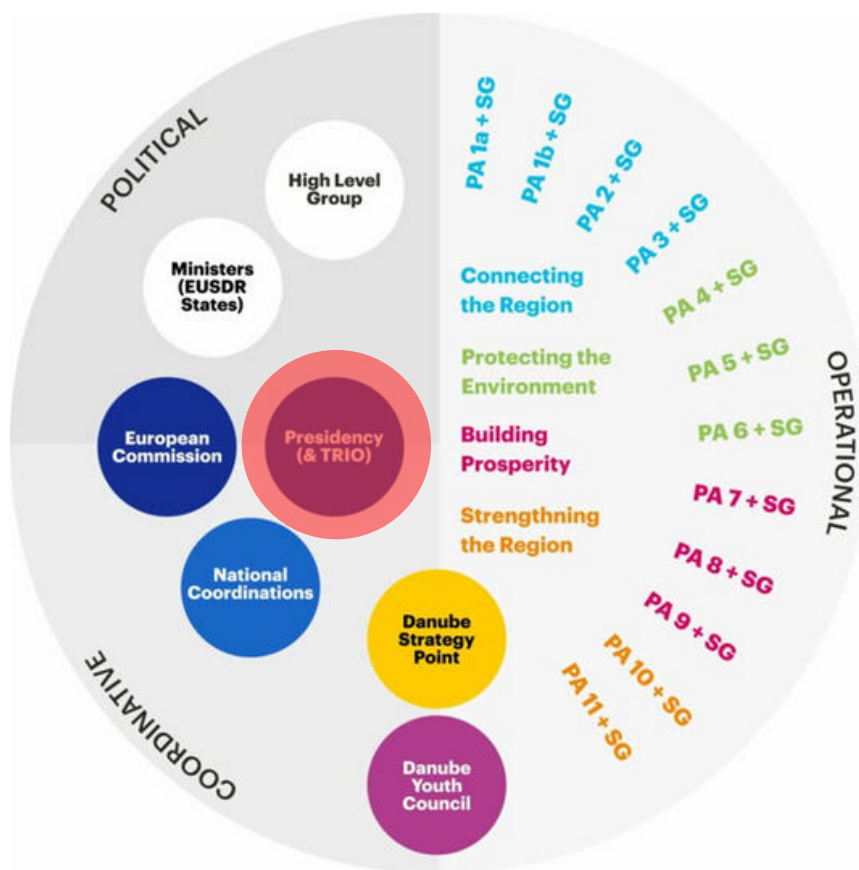 POLITICAL
High Level
Group
Ministers
(EUSDR
States)
European
Commission
Presidency
(& TRIO)
National
Coordinations
COORDINATIVE
Danube
Strategy
Point
Danube
Youth
Council
PA 1a + SG
PA 1b + SG
PA 2 + SG
PA 3 + SG
PA 4 + SG
PA 5 + SG
PA 6 + SG
PA 7 + SG
PA 8 + SG
PA 9 + SG
PA 10 + SG
PA 11 + SG
Connecting
the Region
Protecting the
Environment
Building
Prosperity
Strengthning
the Region
OPERATIONAL